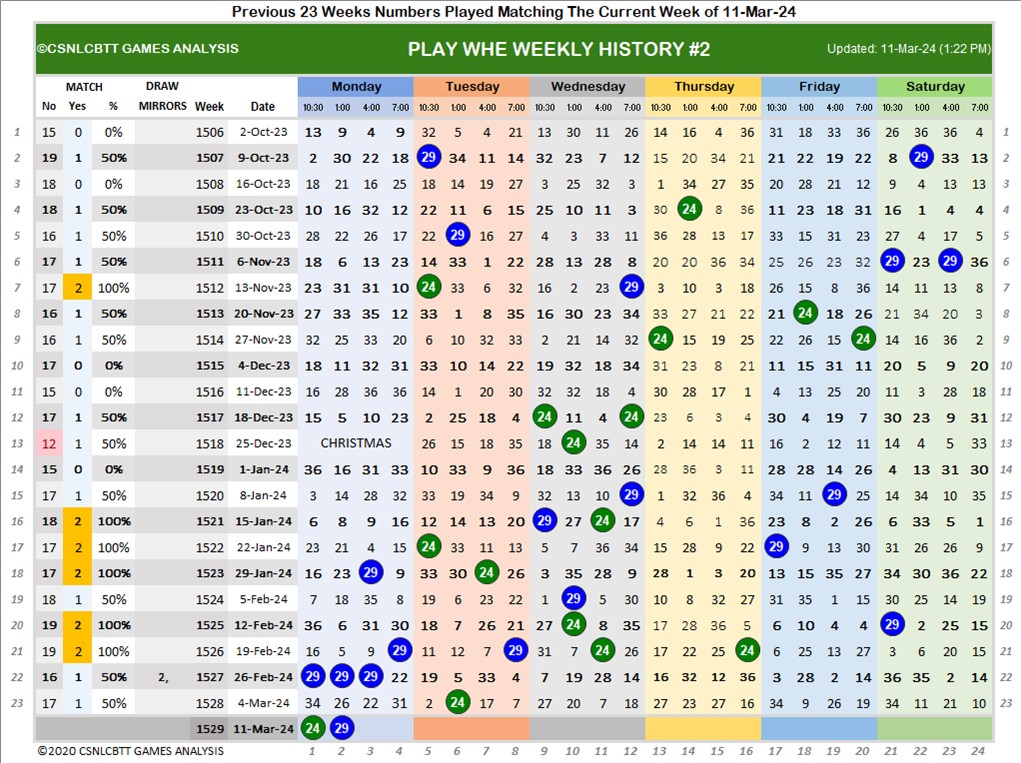 Previous 23 Weeks Numbers Played Matching The Current Week of 11-Mar-24
©CSNLCBTT GAMES ANALYSIS PLAY WHE WEEKLY HISTORY #2 Updated: 11-Mar-24 (1:22 PM)
MATCH DRAW Monday Tuesday Wednesday Thursday Friday Saturday
No Yes % MIRRORS Week Date 10:30 1:00 4:00 7:00 10:30 1:00 4:00 7:00 10:30 1:00 4:00 7:00 10:30 1:00 4:00 7:00 10:30 1:00 4:00 7:00 10:30 1:00 4:00 7:00
1 15 0 0% 1506 2-Oct-23 13 9 4 9 32 5 4 21 13 30 11 26 14 16 4 36 31 18 33 36 26 36 36 4 1
2 19 1 50% 1507 9-Oct-23 2 30 22 18 29 34 11 14 32 23 7 12 15 20 34 21 21 22 19 22 8 29 33 13 2
3 18 0 0% 1508 16-Oct-23 18 21 16 25 18 14 19 27 3 25 32 3 1 34 27 35 20 28 21 12 9 4 13 13 3
4 18 1 50% 1509 23-Oct-23 10 16 32 12 22 11 6 15 25 10 11 3 30 24 8 36 11 23 18 31 16 1 4 4 4
5 16 1 50% 1510 30-Oct-23 28 22 26 17 22 29 16 27 4 3 33 11 36 28 13 17 33 15 31 23 27 4 17 5 5
6 17 1 50% 1511 6-Nov-23 18 6 13 23 14 33 1 22 28 13 28 8 20 20 36 34 25 26 23 32 29 23 29 36 6
7 17 2 100% 1512 13-Nov-23 23 31 31 10 24 33 6 32 16 2 23 29 3 10 3 18 26 15 8 36 14 11 13 8 7
8 16 1 50% 1513 20-Nov-23 27 33 35 12 33 1 8 35 16 30 23 34 33 27 21 22 21 24 18 26 21 34 20 3 8
9 16 1 50% 1514 27-Nov-23 32 25 33 20 6 10 32 33 2 21 14 32 24 15 19 25 22 26 15 24 14 16 36 2 9
10 17 0 0% 1515 4-Dec-23 18 11 32 31 33 10 14 22 19 32 18 34 31 23 8 21 11 15 31 11 20 5 9 20 10
11 15 0 0% 1516 11-Dec-23 16 28 36 36 14 1 20 30 32 32 18 4 30 28 17 1 4 13 25 20 11 3 28 18 11
12 17 1 50% 1517 18-Dec-23 15 5 10 23 2 25 18 4 24 11 4 24 23 6 3 4 30 4 19 7 30 23 9 31 12
13 12 1 50% 1518 25-Dec-23 CHRISTMAS 26 15 18 35 18 24 35 14 2 14 14 11 16 2 12 11 14 4 5 33 13
14 15 0 0% 1519 1-Jan-24 36 16 31 33 10 33 9 36 18 33 36 26 28 36 3 11 28 28 14 26 4 13 31 30 14
15 17 1 50% 1520 8-Jan-24 3 14 28 32 33 19 34 9 32 13 10 29 1 32 36 4 34 11 29 25 14 34 10 35 15
16 18 2 100% 1521 15-Jan-24 6 8 9 16 12 14 13 20 29 27 24 17 4 6 1 36 23 8 2 26 6 33 5 1 16
17 17 2 100% 1522 22-Jan-24 23 21 4 15 24 33 11 13 5 7 36 34 15 28 9 22 29 9 13 30 31 26 26 9 17
18 17 2 100% 1523 29-Jan-24 16 23 29 9 33 30 24 26 3 35 28 9 28 1 3 20 13 15 35 27 34 30 36 22 18
19 18 1 50% 1524 5-Feb-24 7 18 35 8 19 6 23 22 1 29 5 30 10 8 32 27 31 35 1 15 30 25 14 19 19
20 19 2 100% 1525 12-Feb-24 36 6 31 30 18 7 26 21 27 24 8 35 17 28 36 5 6 10 4 4 29 2 25 15 20
21 19 2 100% 1526 19-Feb-24 16 5 9 29 11 12 7 29 31 7 24 26 17 22 25 24 6 25 13 27 3 6 20 15 21
22 16 1 50% 2, 1527 26-Feb-24 29 29 29 22 19 5 33 4 7 19 28 14 16 32 12 36 3 28 2 14 36 35 2 14 22
23 17 1 50% 1528 4-Mar-24 34 26 22 31 2 24 17 7 27 20 7 18 27 23 27 16 34 9 26 19 34 11 21 10 23
1529 11-Mar-24 24 29
©2020 CSNLCBTT GAMES ANALYSIS 1 2 3 4 5 6 7 8 9 10 11 12 13 14 15 16 17 18 19 20 21 22 23 24